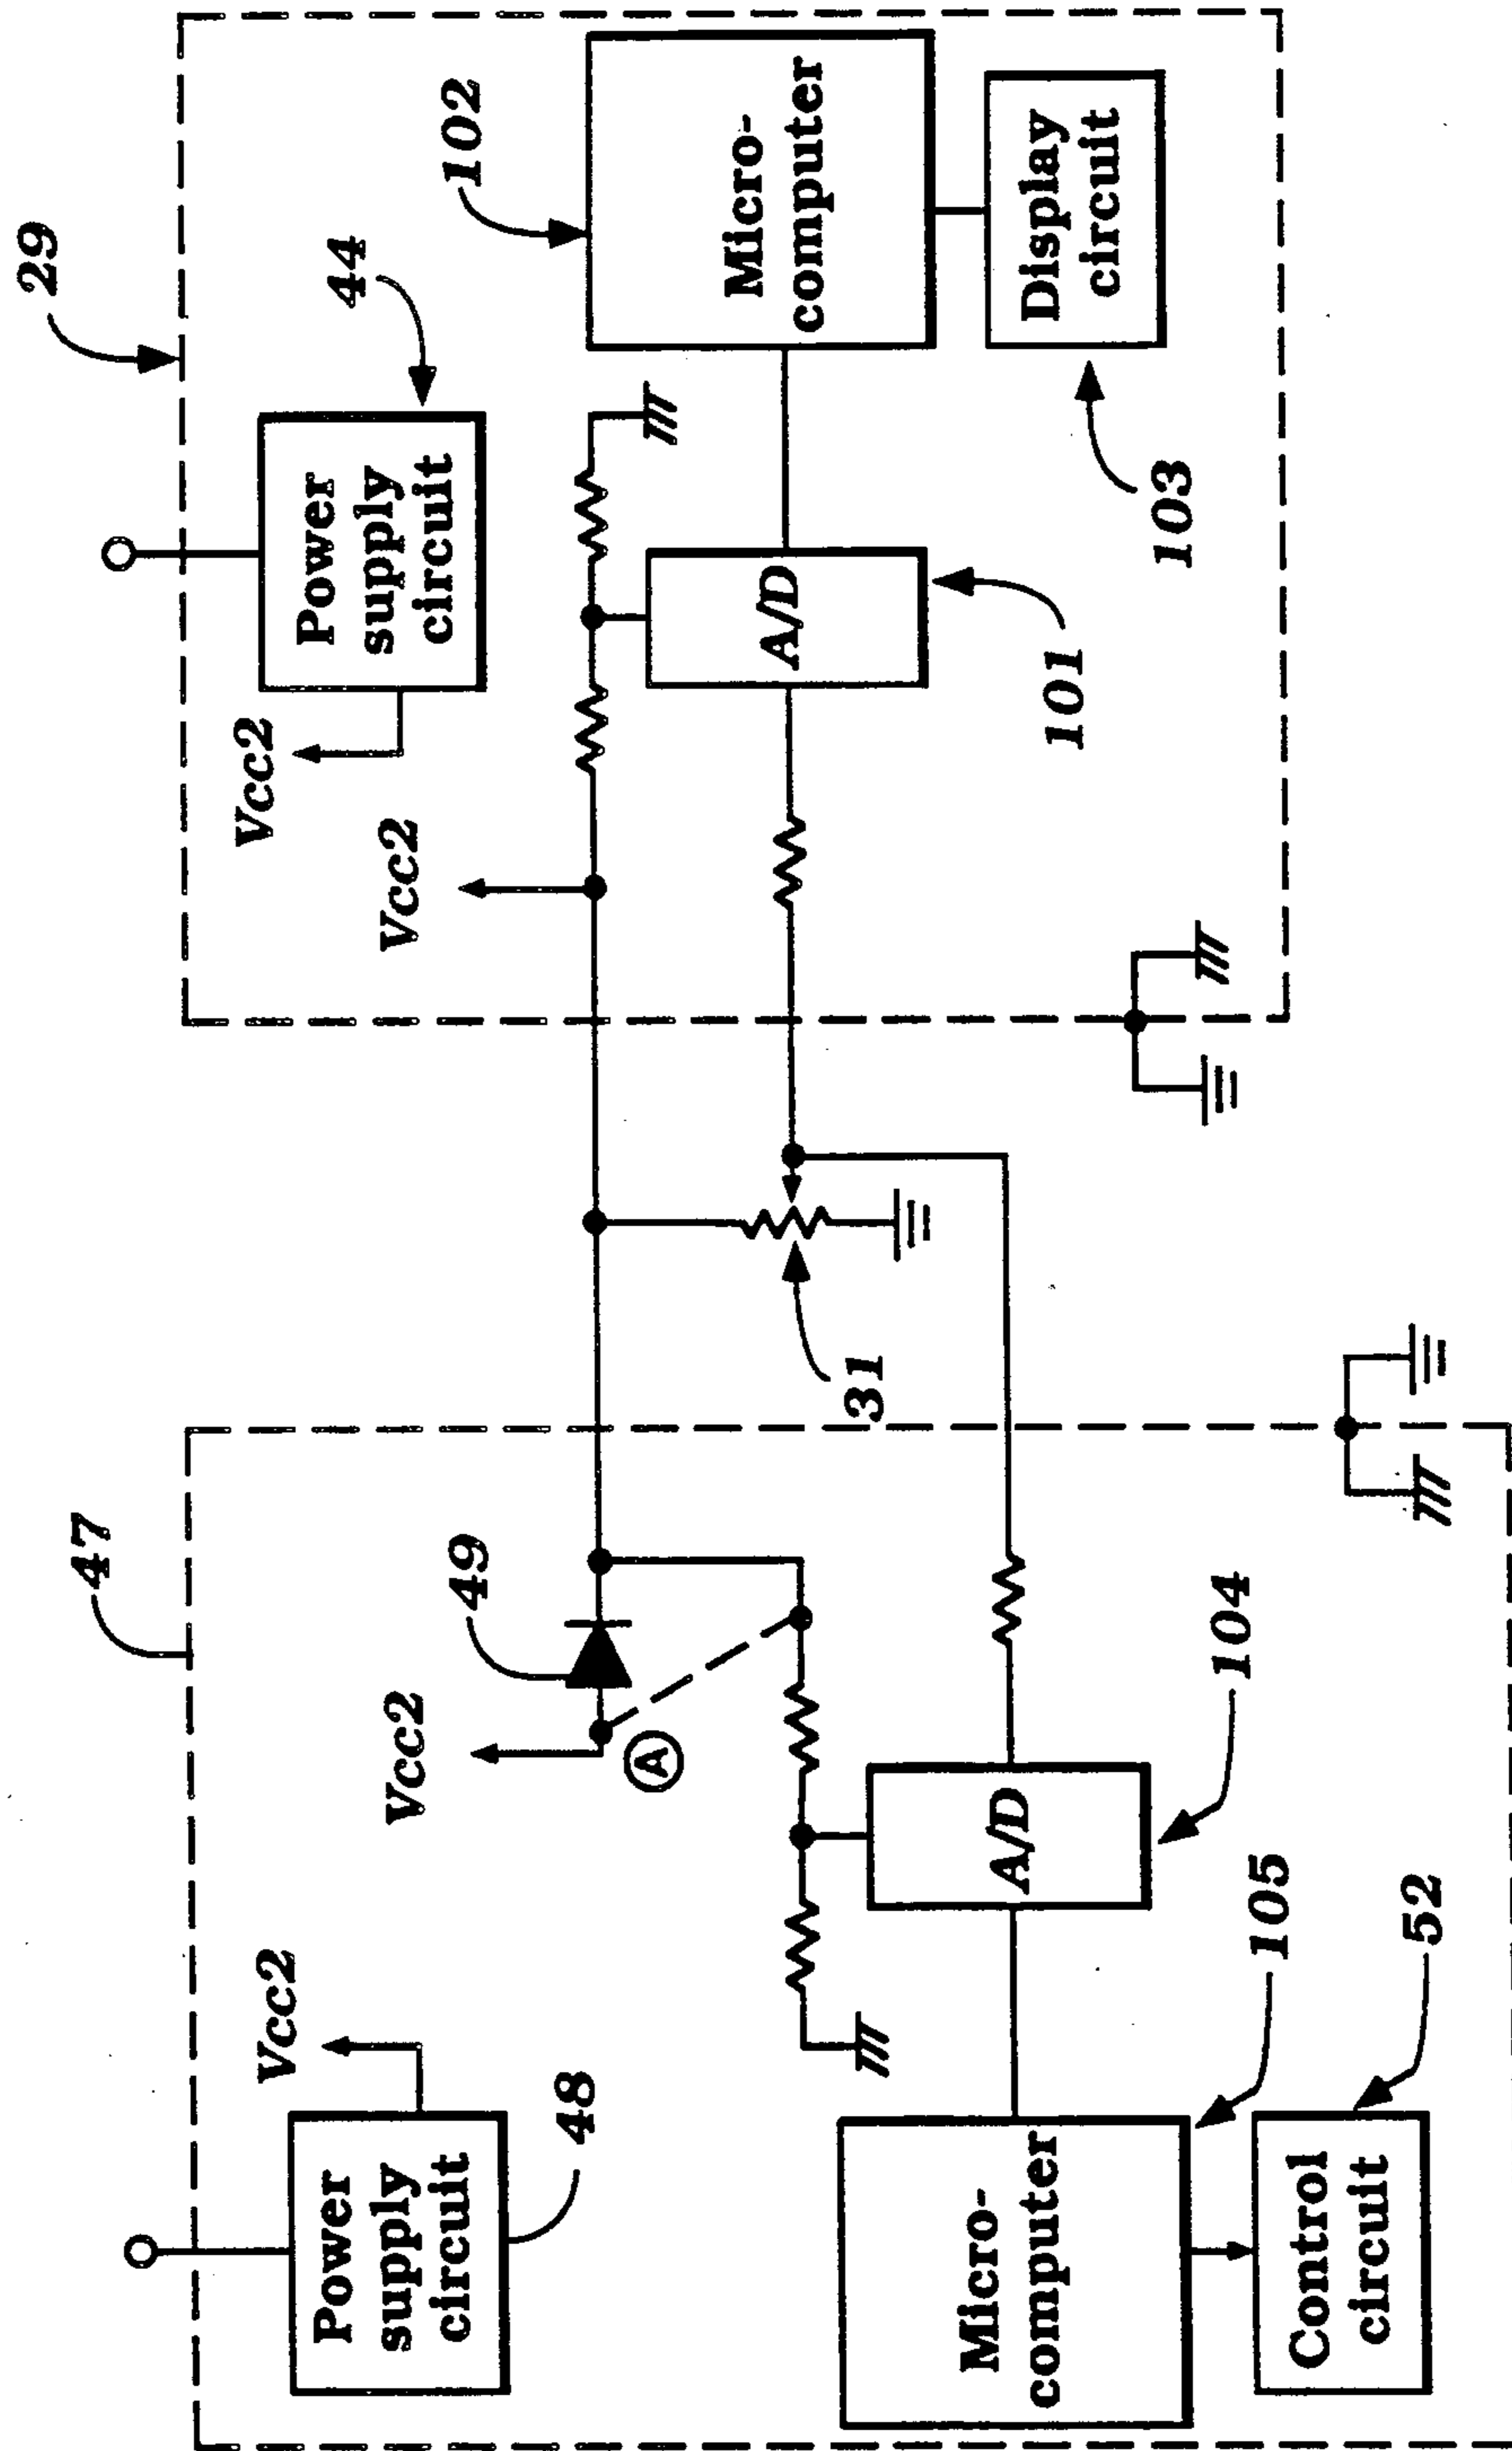 47
29
Power
supply
circuit
48
Vcc2
Vcc2
49
A
31
Vcc2
Vcc2
Power
supply
circuit
44
102
Micro-
computer
A/D
104
105
Micro-
computer
Control
circuit
52
A/D
101
Display
circuit
103